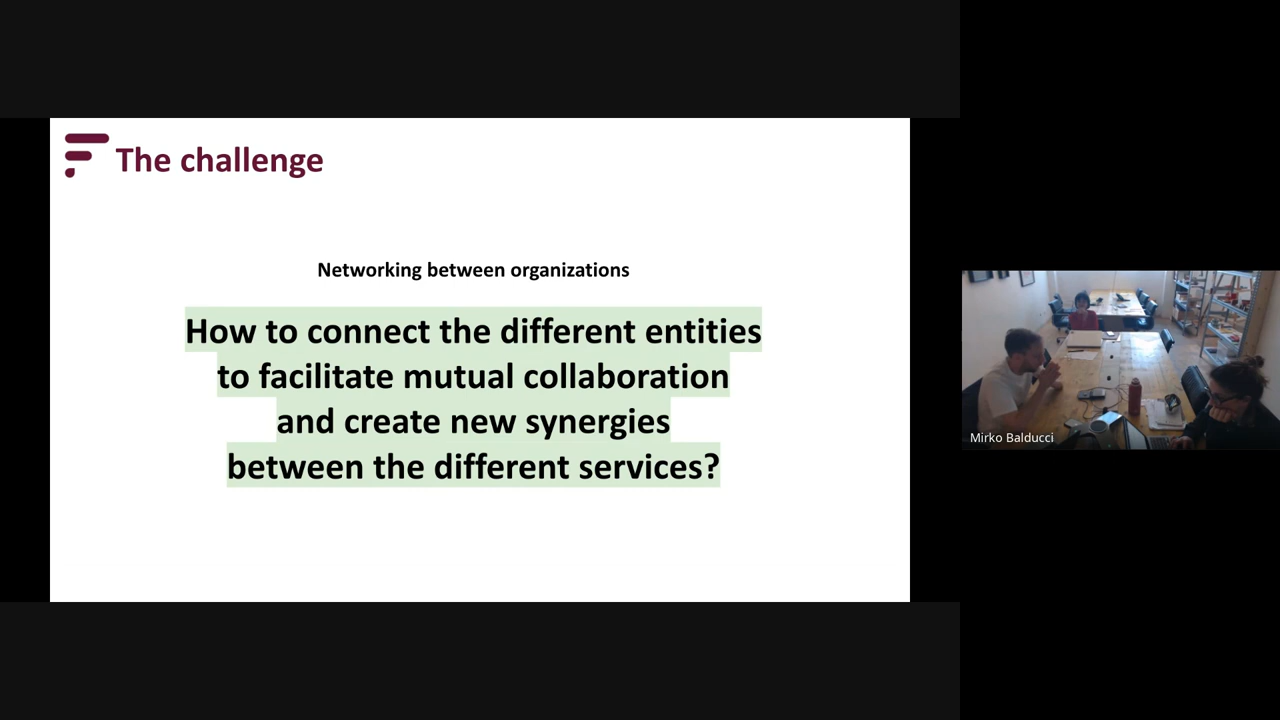 The challenge
Networking between organizations
How to connect the different entities
to facilitate mutual collaboration
and create new synergies
between the different services?
Mirko Balducci